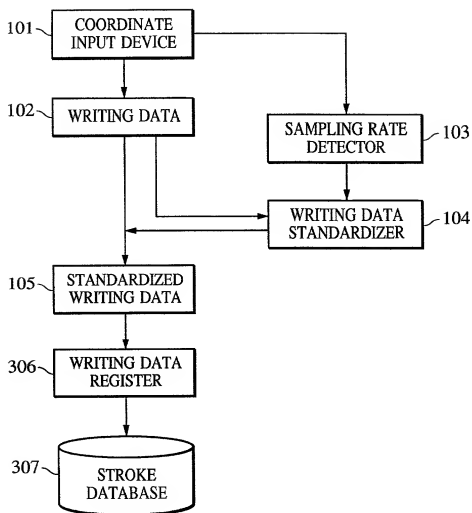 101
COORDINATE
INPUT DEVICE
102
WRITING DATA
SAMPLING RATE
DETECTOR
103
WRITING DATA
STANDARDIZER
104
105
STANDARDIZED
WRITING DATA
306
WRITING DATA
REGISTER
307
STROKE
DATABASE